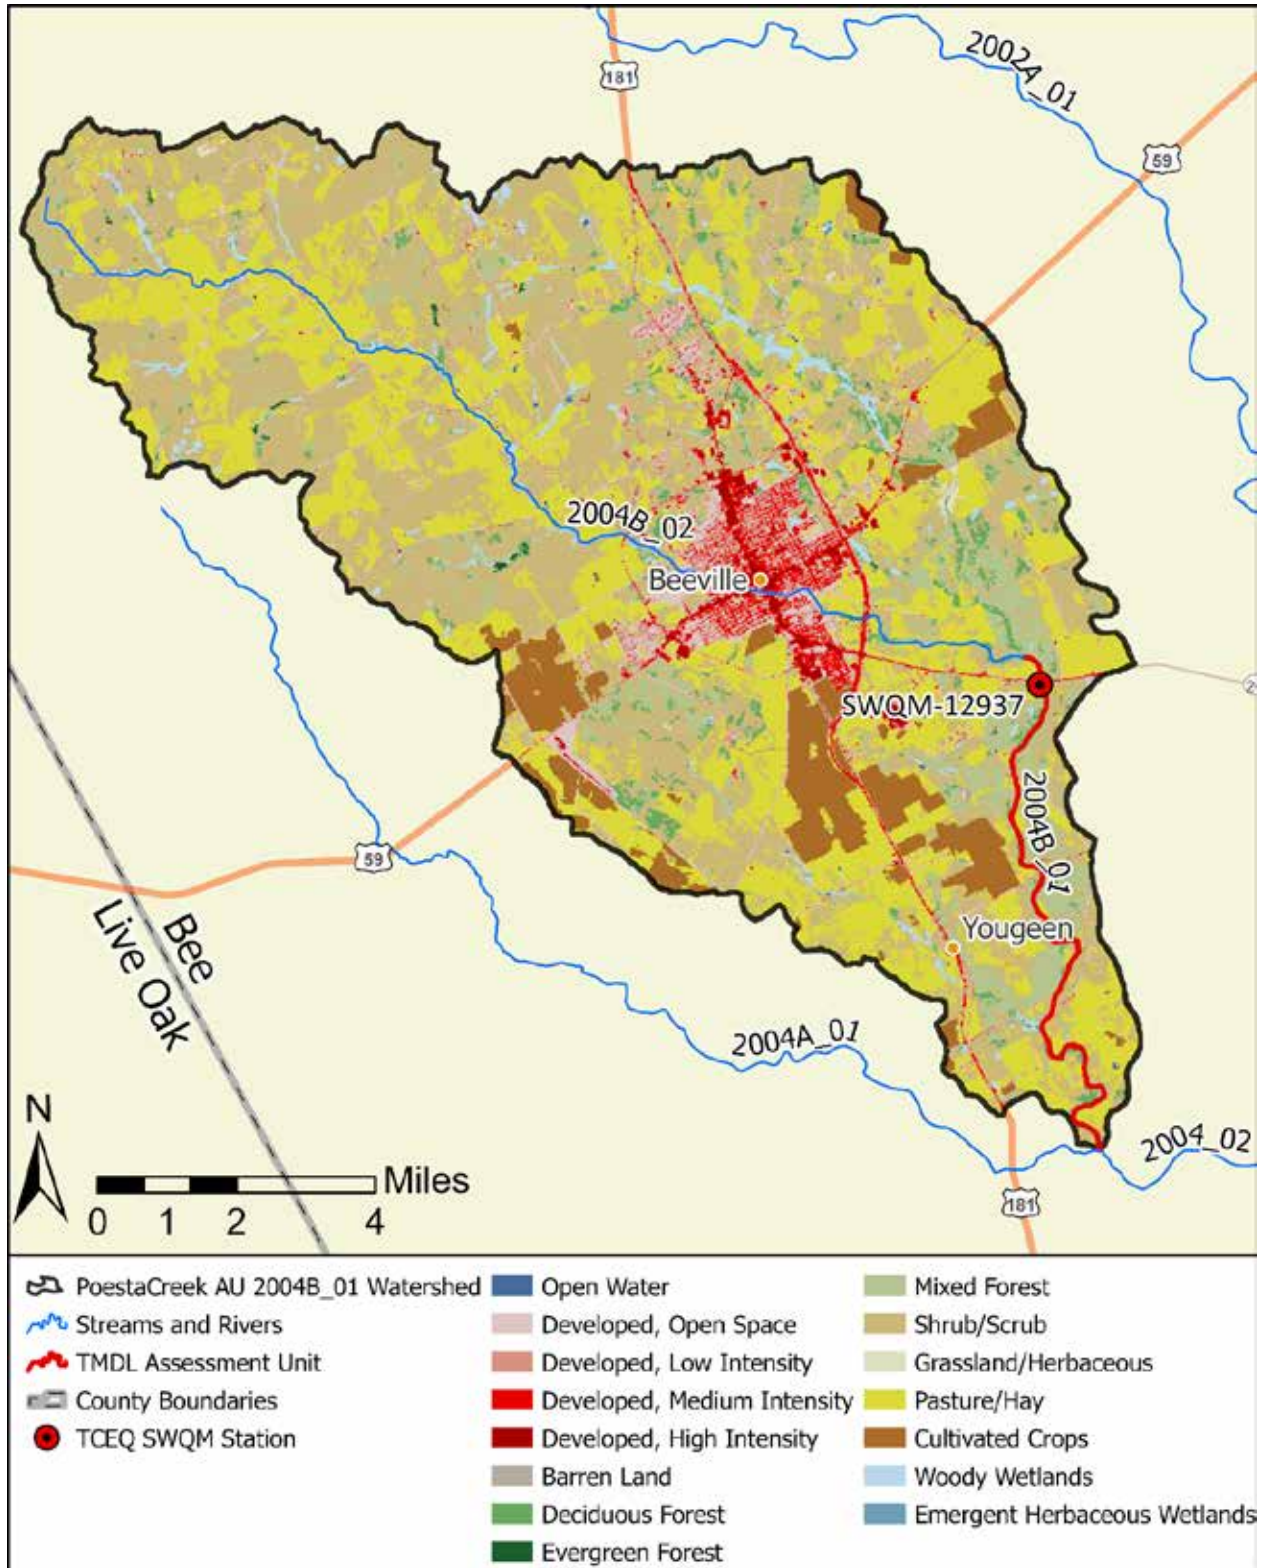 181
2002A_01
59
2004B_02
Beeville
SWQM-12937
2004B_01
59
Bee
Live Oak
Yougeen
2004A_01
N
2004_02
Miles
0 1 2 4
181
PoestaCreek AU 2004B_01 Watershed
Streams and Rivers
TMDL Assessment Unit
County Boundaries
TCEQ SWQM Station
Open Water
Developed, Open Space
Developed, Low Intensity
Developed, Medium Intensity
Developed, High Intensity
Barren Land
Deciduous Forest
Evergreen Forest
Mixed Forest
Shrub/Scrub
Grassland/Herbaceous
Pasture/Hay
Cultivated Crops
Woody Wetlands
Emergent Herbaceous Wetlands